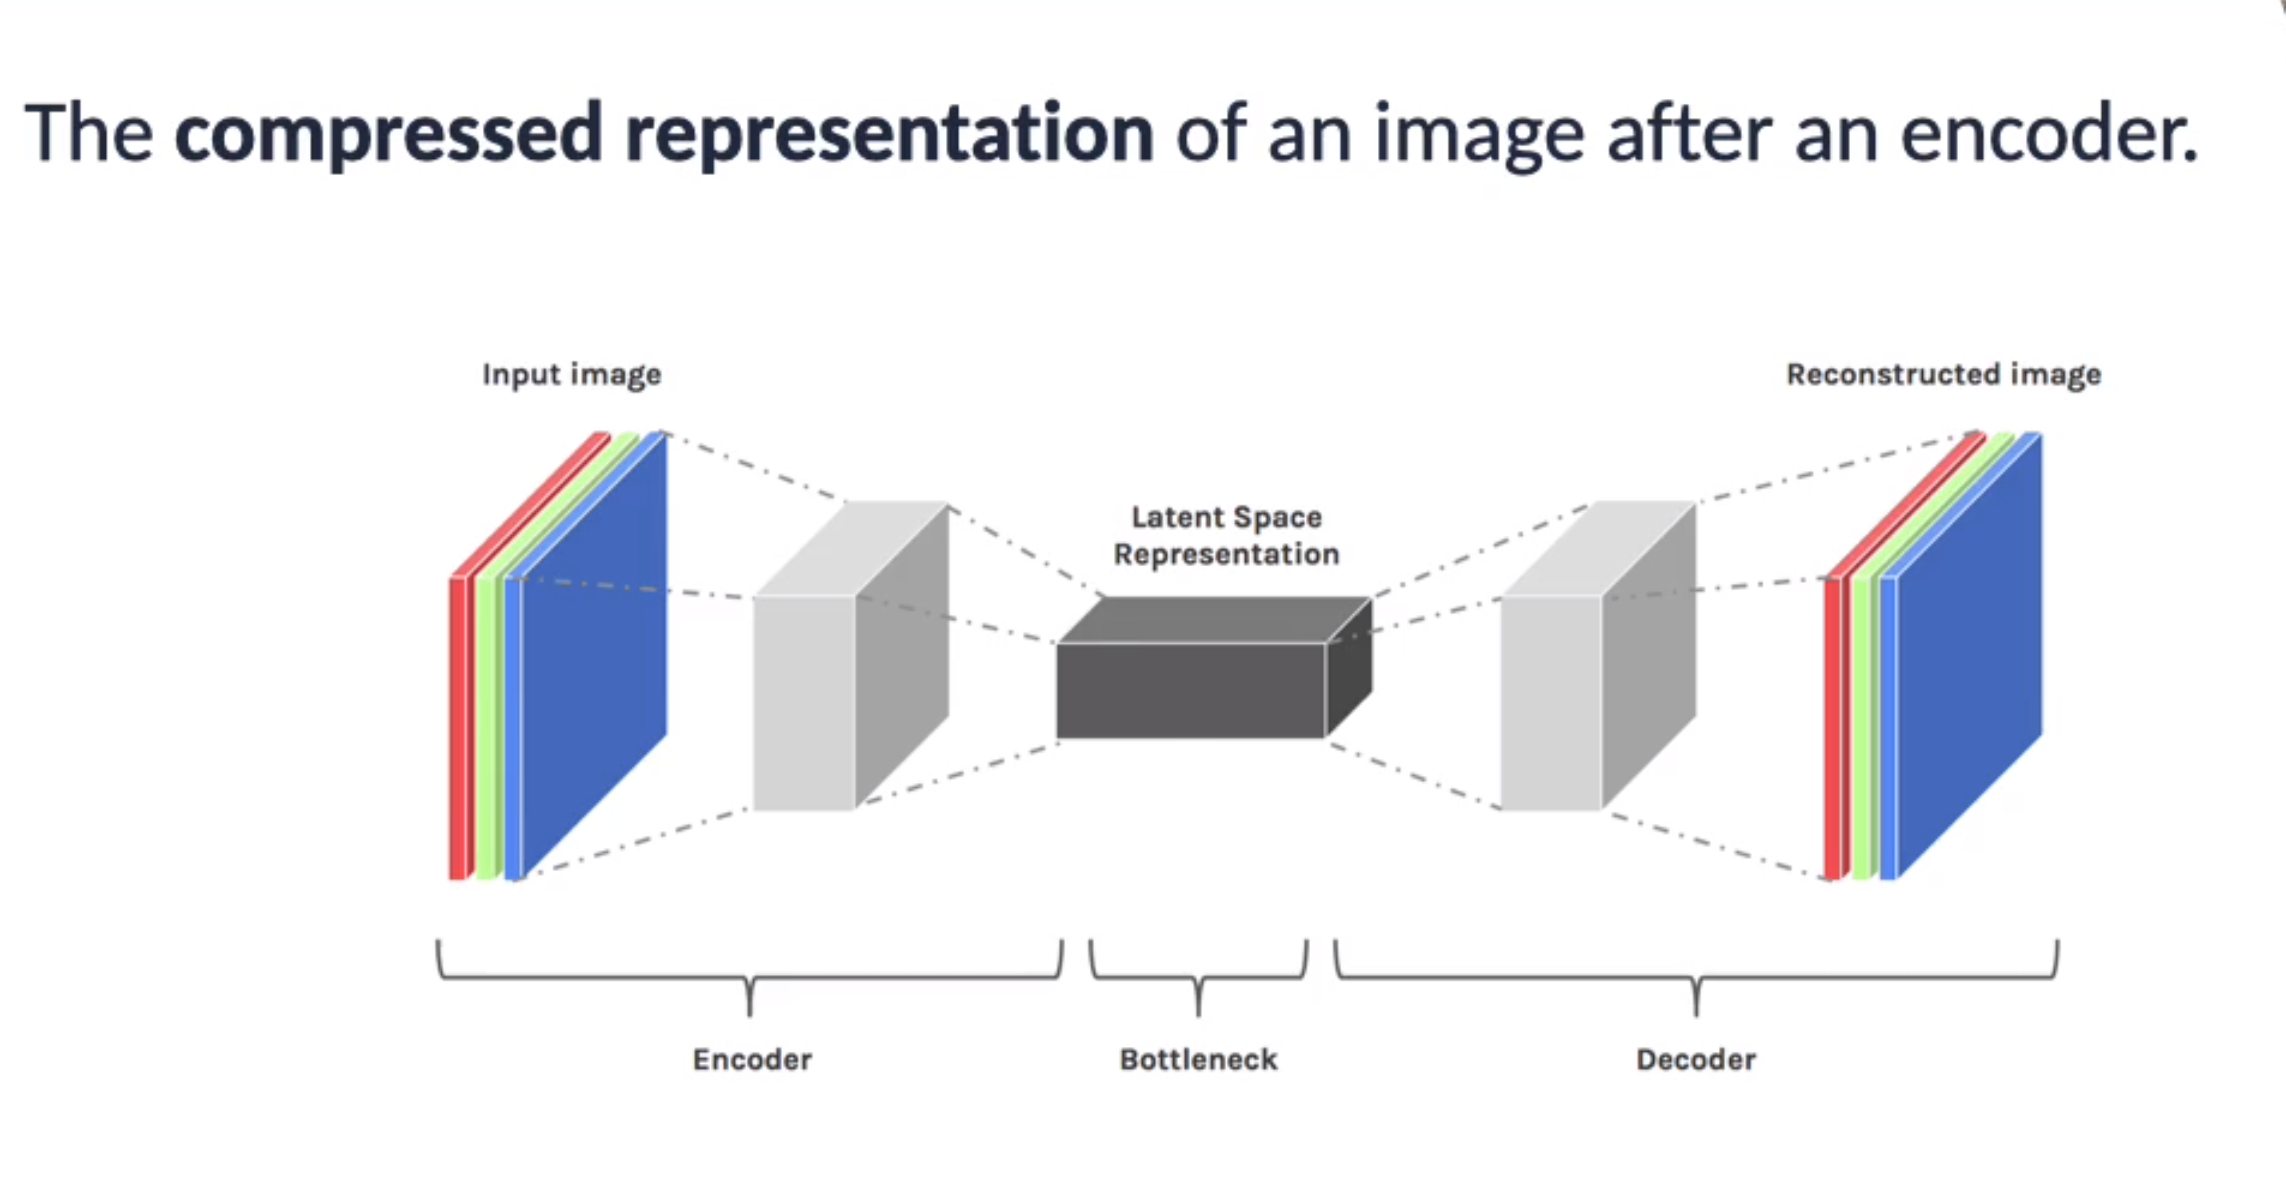 The compressed representation of an image after an encoder.
Input image
Reconstructed image
Latent Space
Representation
Encoder
Bottleneck
Decoder